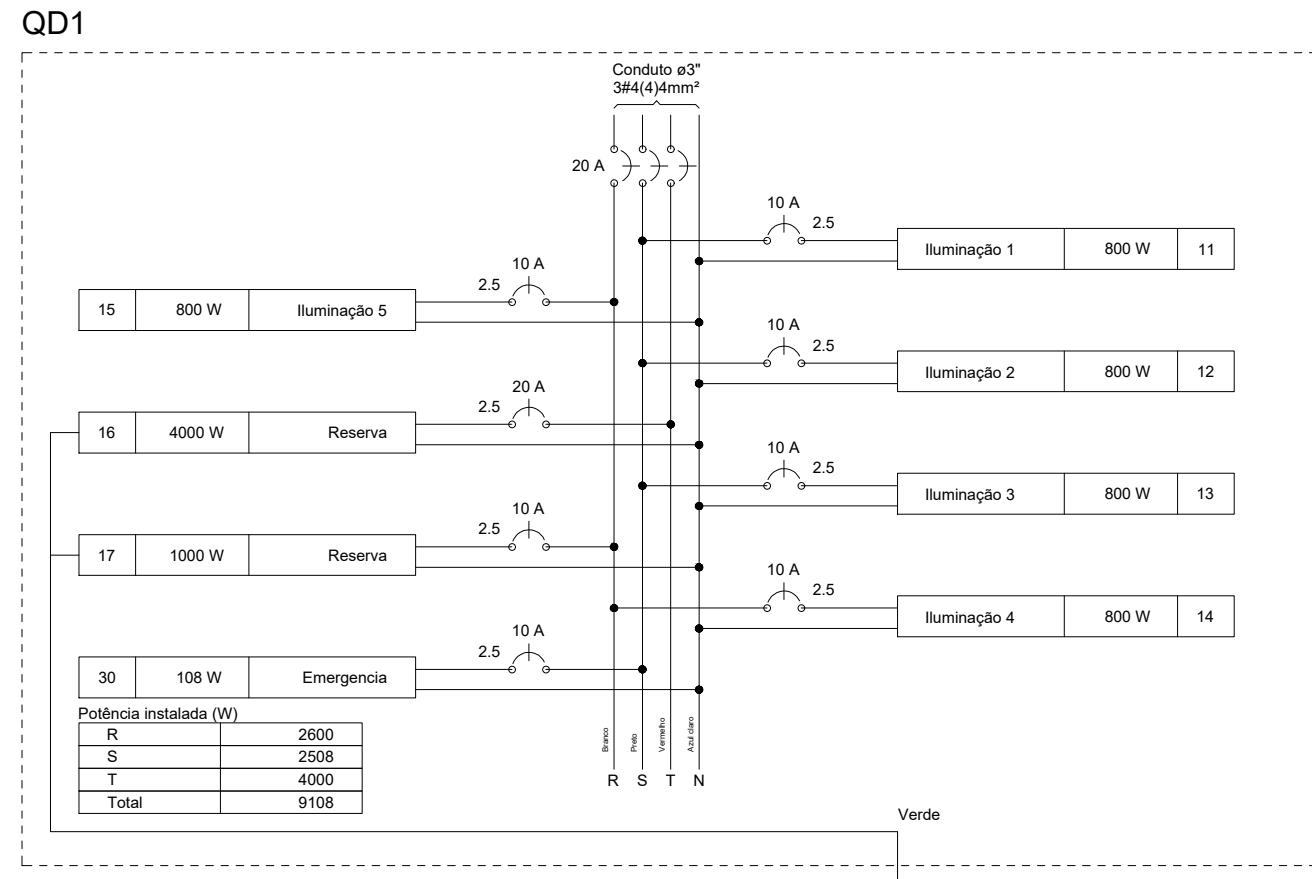 QD1
Conduto ø3"
3#4(4)4mm²
20 A
10 A
2.5
Iluminação 1 800 W 11
10 A
2.5
15 800 W Iluminação 5
10 A
2.5
Iluminação 2 800 W 12
20 A
2.5
16 4000 W Reserva
10 A
2.5
Iluminação 3 800 W 13
10 A
2.5
17 1000 W Reserva
10 A
2.5
Iluminação 4 800 W 14
10 A
2.5
30 108 W Emergencia
Potência instalada (W)
R 2600
S 2508
T 4000
Total 9108
Branco
Preto
Vermelho
Azul claro
R S T N
Verde